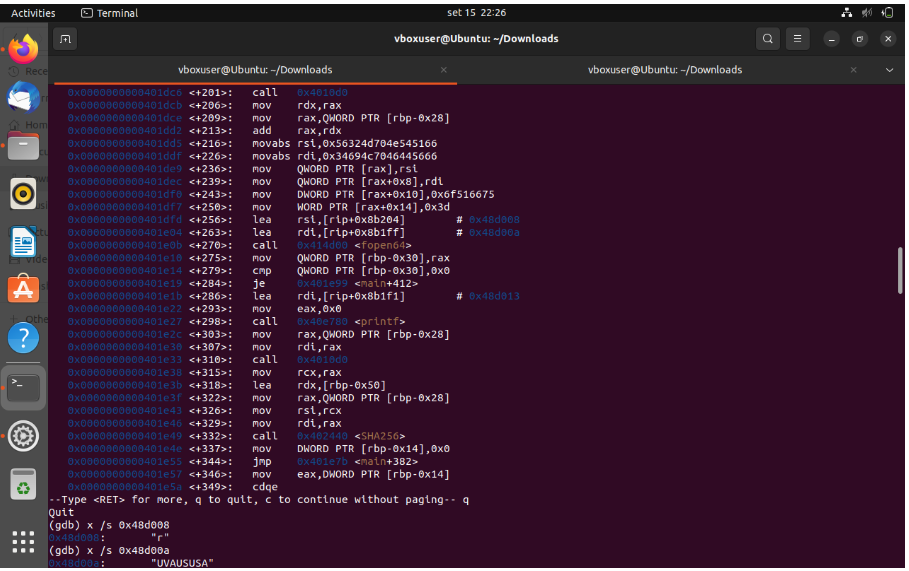 Activities
Terminal
set 15 22:26
vboxuser@Ubuntu: ~/Downloads
vboxuser@Ubuntu: ~/Downloads
vboxuser@Ubuntu: ~/Downloads
0x0000000000401dc6 <+201>: call 0x4010d0
0x0000000000401dcb <+206>: mov rdx,rax
0x0000000000401dce <+209>: mov rax,QWORD PTR [rbp-0x28]
0x0000000000401dd2 <+213>: add rax,rdx
0x0000000000401dd5 <+216>: movabs rsi,0x56324d704e545166
0x0000000000401ddf <+226>: movabs rdi,0x34694c7046445666
0x0000000000401de9 <+236>: mov QWORD PTR [rax],rsi
0x0000000000401dec <+239>: mov QWORD PTR [rax+0x8],rdi
0x0000000000401df0 <+243>: mov DWORD PTR [rax+0x10],0x6f516675
0x0000000000401df7 <+250>: mov WORD PTR [rax+0x14],0x3d
0x0000000000401dfd <+256>: lea rsi,[rip+0x8b204] # 0x48d008
0x0000000000401e04 <+263>: lea rdi,[rip+0x8b1ff] # 0x48d00a
0x0000000000401e0b <+270>: call 0x414d00 <fopen64>
0x0000000000401e10 <+275>: mov QWORD PTR [rbp-0x30],rax
0x0000000000401e14 <+279>: cmp QWORD PTR [rbp-0x30],0x0
0x0000000000401e19 <+284>: je 0x401e99 <main+412>
0x0000000000401e1b <+286>: lea rdi,[rip+0x8b1f1] # 0x48d013
0x0000000000401e22 <+293>: mov eax,0x0
0x0000000000401e27 <+298>: call 0x40e780 <printf>
0x0000000000401e2c <+303>: mov rax,QWORD PTR [rbp-0x28]
0x0000000000401e30 <+307>: mov rdi,rax
0x0000000000401e33 <+310>: call 0x4010d0
0x0000000000401e38 <+315>: mov rcx,rax
0x0000000000401e3b <+318>: lea rdx,[rbp-0x50]
0x0000000000401e3f <+322>: mov rax,QWORD PTR [rbp-0x28]
0x0000000000401e43 <+326>: mov rsi,rcx
0x0000000000401e46 <+329>: mov rdi,rax
0x0000000000401e49 <+332>: call 0x402440 <SHA256>
0x0000000000401e4e <+337>: mov DWORD PTR [rbp-0x14],0x0
0x0000000000401e55 <+344>: jmp 0x401e7b <main+382>
0x0000000000401e57 <+346>: mov eax,DWORD PTR [rbp-0x14]
0x0000000000401e5a <+349>: cdqe
--Type <RET> for more, q to quit, c to continue without paging-- q
Quit
(gdb) x /s 0x48d008
0x48d008: "r"
(gdb) x /s 0x48d00a
0x48d00a: "UVAUSUSA"